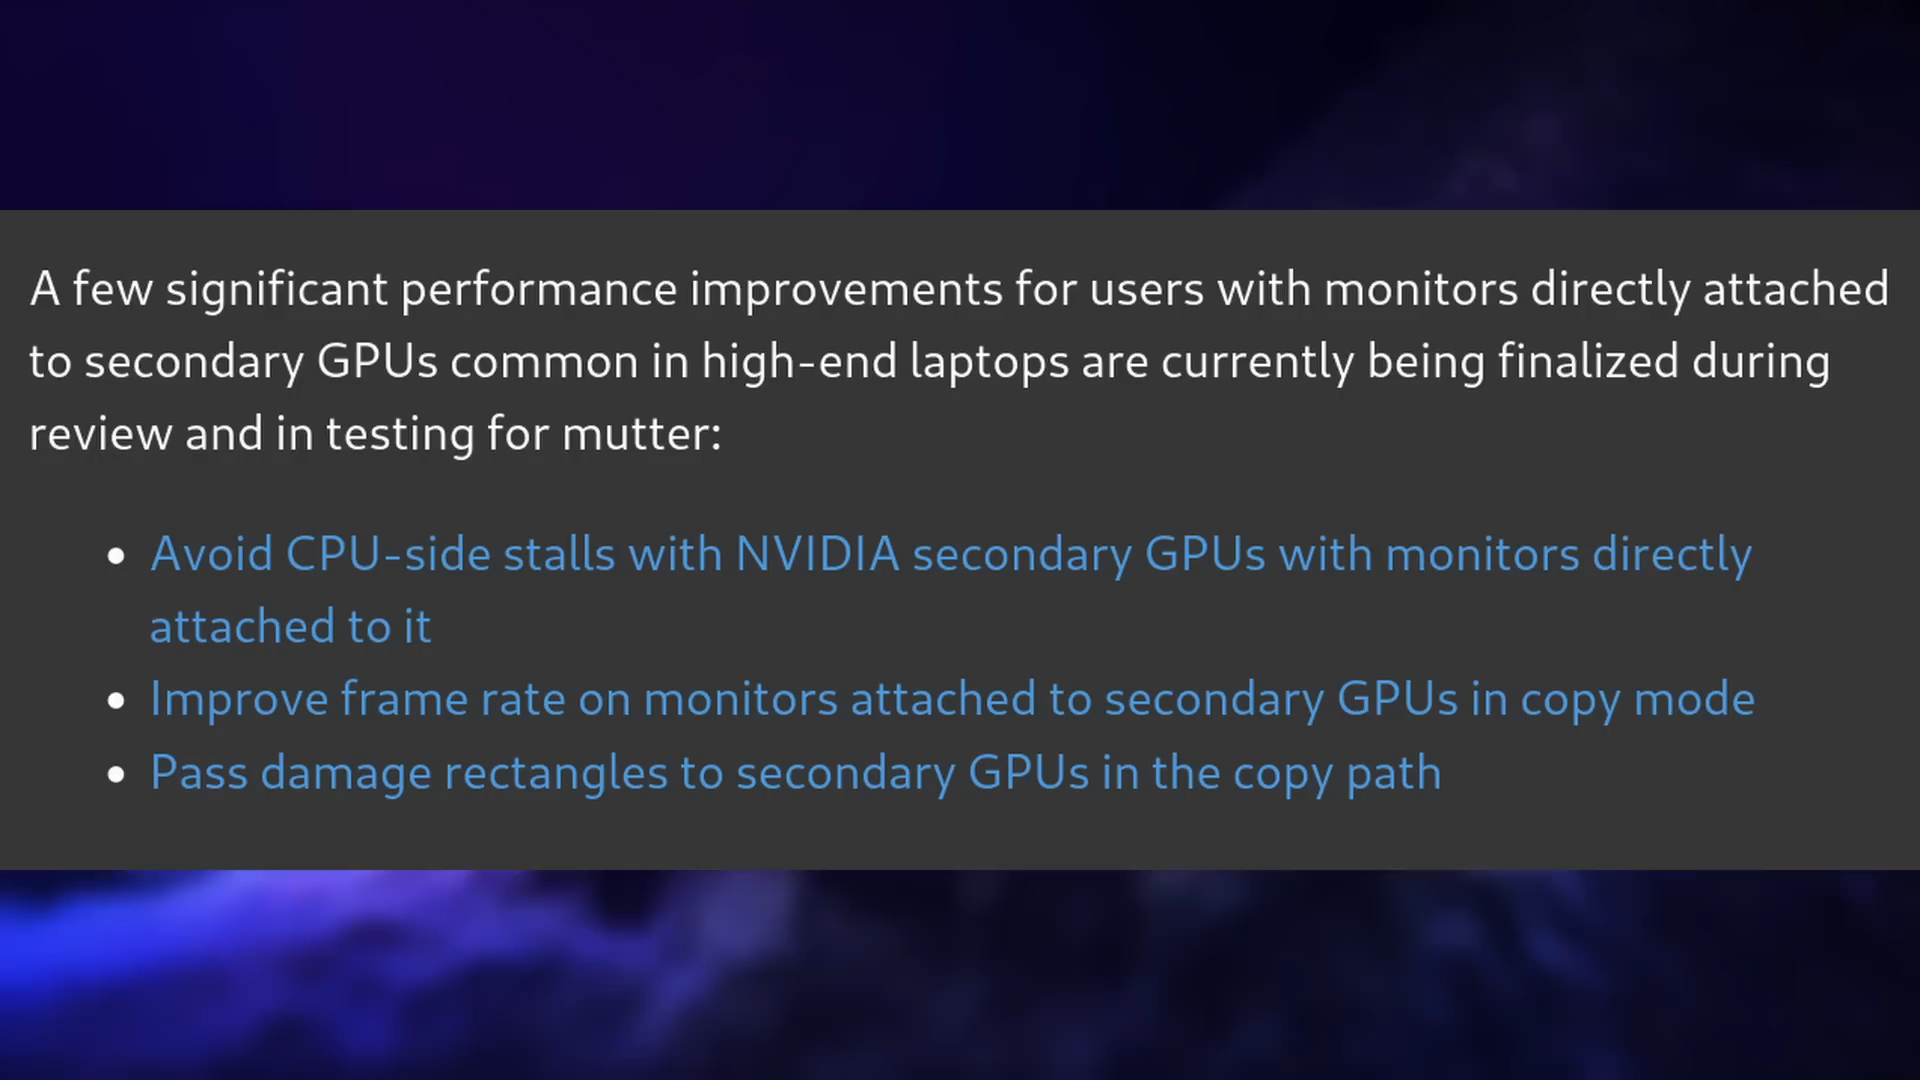 A few significant performance improvements for users with monitors directly attached
to secondary GPUs common in high-end laptops are currently being finalized during
review and in testing for mutter:
• Avoid CPU-side stalls with NVIDIA secondary GPUs with monitors directly
attached to it
• Improve frame rate on monitors attached to secondary GPUs in copy mode
• Pass damage rectangles to secondary GPUs in the copy path